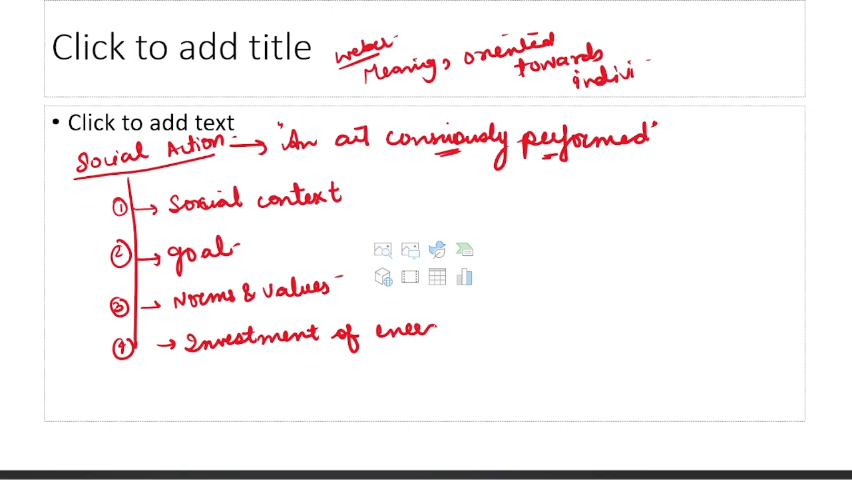 Click to add title
Weber
Meaning, oriented
towards
indivi
• Click to add text
Social Action → "An act consciously performed"
① → Social context
② → goal
③ → Norms & values
④ → Investment of ener